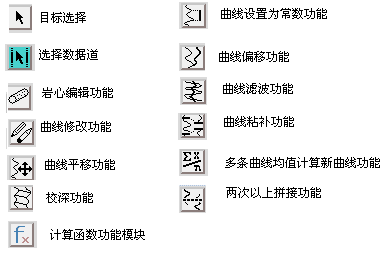 目标选择
选择数据道
岩心编辑功能
曲线修改功能
曲线平移功能
校深功能
fx
计算函数功能模块
曲线设置为常数功能
曲线偏移功能
曲线滤波功能
曲线粘补功能
多条曲线均值计算新曲线功能
两次以上拼接功能